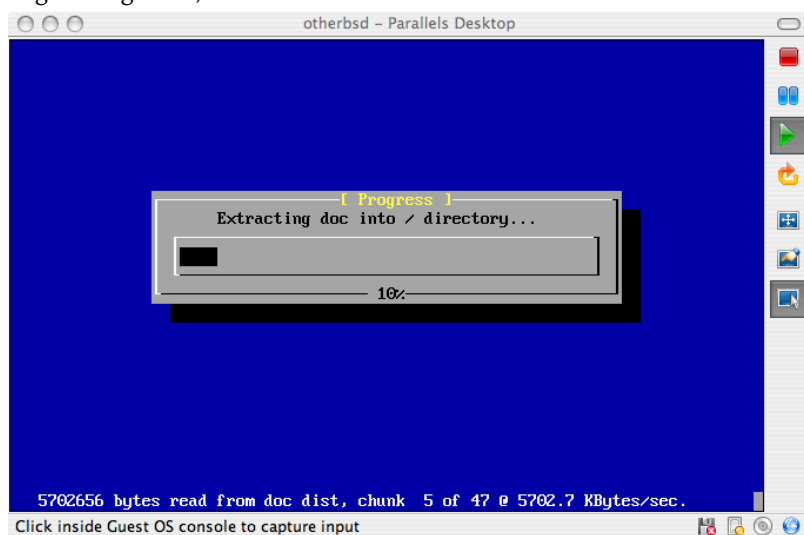 otherbsd – Parallels Desktop
[ Progress ]
Extracting doc into / directory...
10%
5702656 bytes read from doc dist, chunk  5 of 47 @ 5702.7 KBytes/sec.
Click inside Guest OS console to capture input